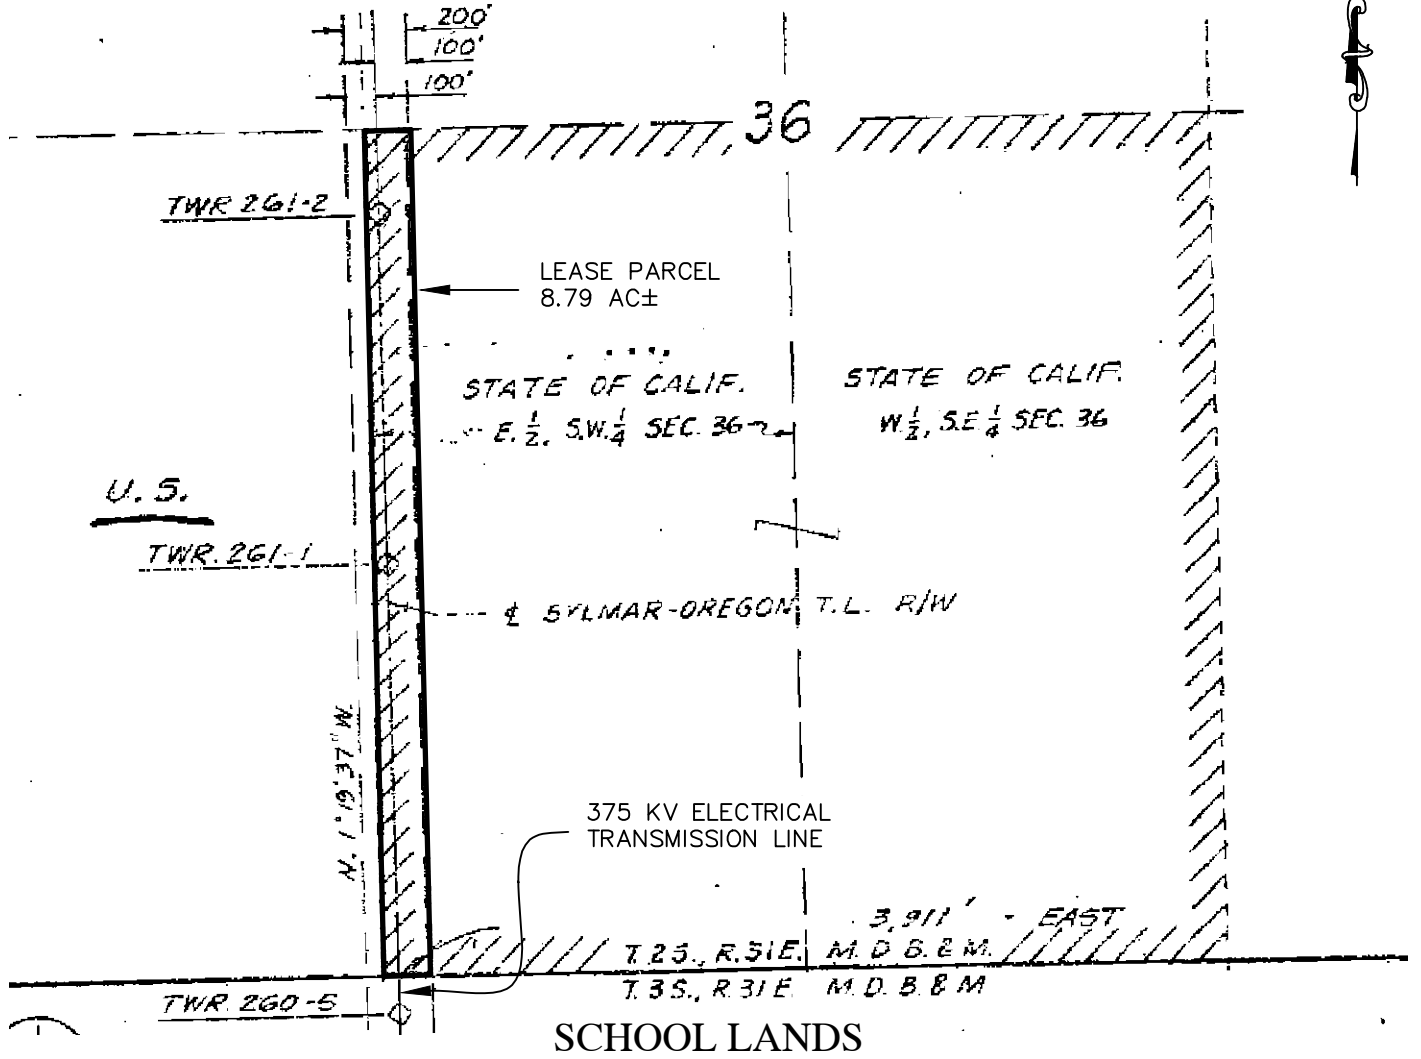 200'
100'
100'
36
TWR 261-2
LEASE PARCEL
8.79 AC±
STATE OF CALIF.
E. 1/2, S.W. 1/4 SEC. 36
STATE OF CALIF.
W. 1/2, S.E 1/4 SEC. 36
U. S.
TWR. 261-1
℄ SYLMAR-OREGON T.L. R/W
N. 1° 19' 37" W.
375 KV ELECTRICAL
TRANSMISSION LINE
3,911' - EAST
T. 2 S., R. 31 E. M. D. B. & M.
T. 3 S., R. 31 E. M. D. B. & M
TWR. 260-5
SCHOOL LANDS